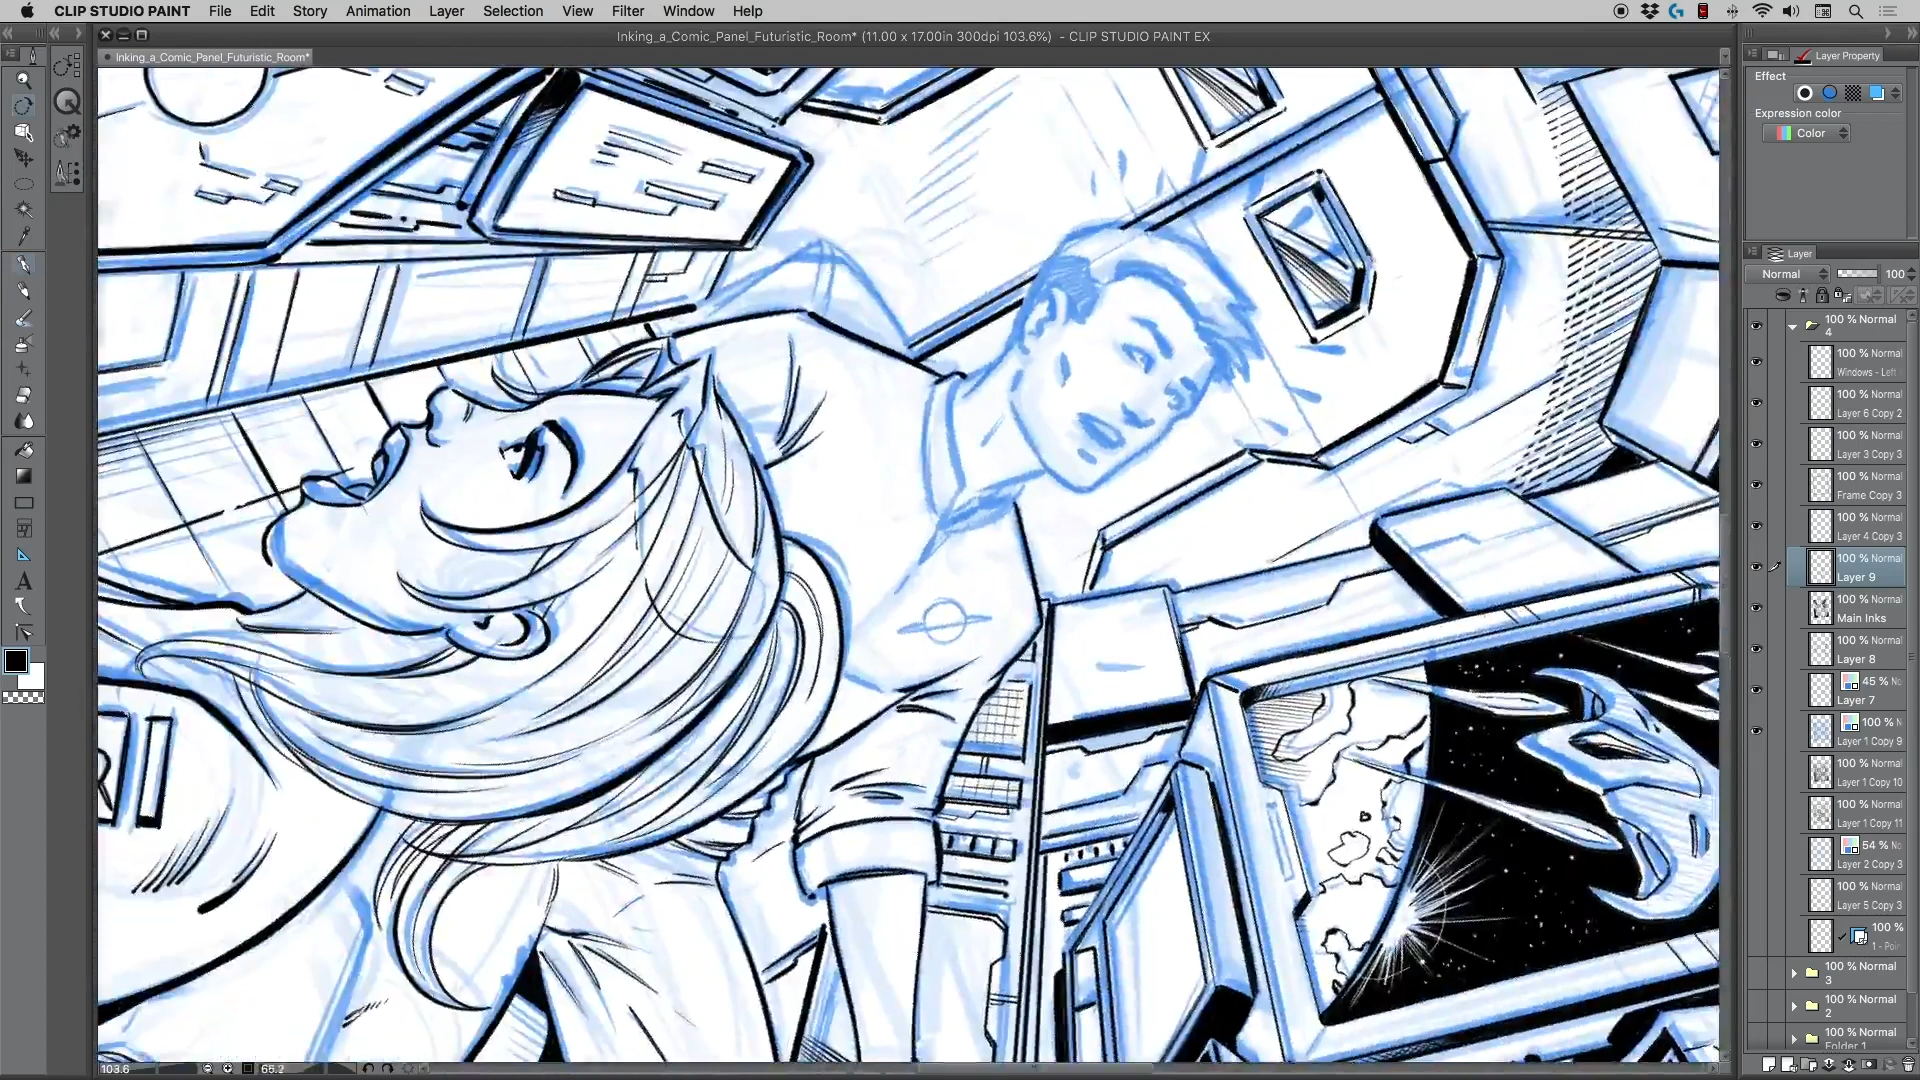 CLIP STUDIO PAINT File Edit Story Animation Layer Selection View Filter Window Help
Inking_a_Comic_Panel_Futuristic_Room* (11.00 x 17.00in 300dpi 103.6%) - CLIP STUDIO PAINT EX
Inking_a_Comic_Panel_Futuristic_Room*
Layer Property
Effect
Expression color
Color
Layer
Normal 100
100 % Normal
4
100 % Normal
Windows - Left
100 % Normal
Layer 6 Copy 2
100 % Normal
Layer 3 Copy 3
100 % Normal
Frame Copy 3
100 % Normal
Layer 4 Copy 3
100 % Normal
Layer 9
100 % Normal
Main Inks
100 % Normal
Layer 8
45 % No
Layer 7
100 % N
Layer 1 Copy 9
100 % Normal
Layer 1 Copy 10
100 % Normal
Layer 1 Copy 11
54 % No
Layer 2 Copy 3
100 % Normal
Layer 5 Copy 3
100 %
100 % Normal
3
100 % Normal
2
100 % Normal
Folder 1
103.6 65.2